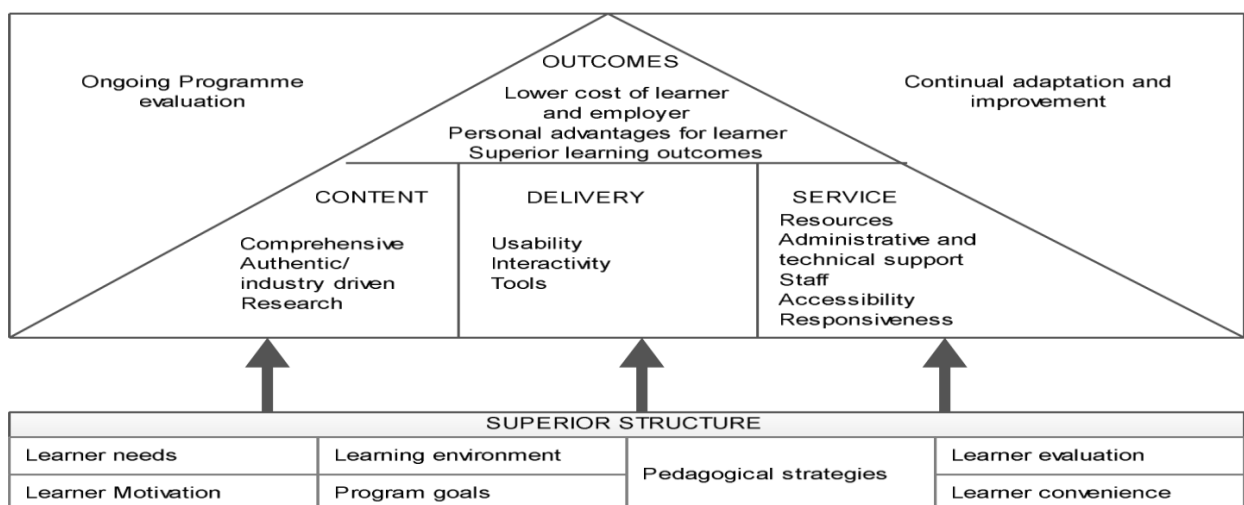 Ongoing Programme
evaluation
OUTCOMES
Lower cost of learner
and employer
Personal advantages for learner
Superior learning outcomes
Continual adaptation and
improvement
CONTENT
Comprehensive
Authentic/
industry driven
Research
DELIVERY
Usability
Interactivity
Tools
SERVICE
Resources
Administrative and
technical support
Staff
Accessibility
Responsiveness
SUPERIOR STRUCTURE
Learner needs
Learner Motivation
Learning environment
Program goals
Pedagogical strategies
Learner evaluation
Learner convenience